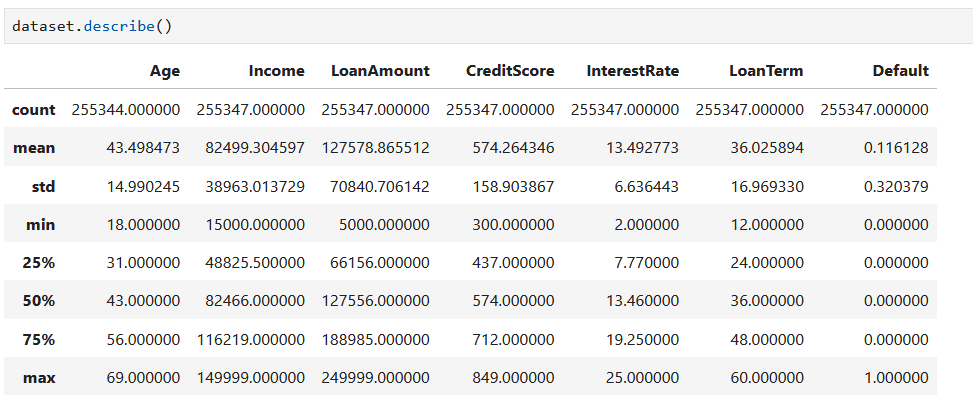 dataset.describe()
Age Income LoanAmount CreditScore InterestRate LoanTerm Default
count 255344.000000 255347.000000 255347.000000 255347.000000 255347.000000 255347.000000 255347.000000
mean 43.498473 82499.304597 127578.865512 574.264346 13.492773 36.025894 0.116128
std 14.990245 38963.013729 70840.706142 158.903867 6.636443 16.969330 0.320379
min 18.000000 15000.000000 5000.000000 300.000000 2.000000 12.000000 0.000000
25% 31.000000 48825.500000 66156.000000 437.000000 7.770000 24.000000 0.000000
50% 43.000000 82466.000000 127556.000000 574.000000 13.460000 36.000000 0.000000
75% 56.000000 116219.000000 188985.000000 712.000000 19.250000 48.000000 0.000000
max 69.000000 149999.000000 249999.000000 849.000000 25.000000 60.000000 1.000000